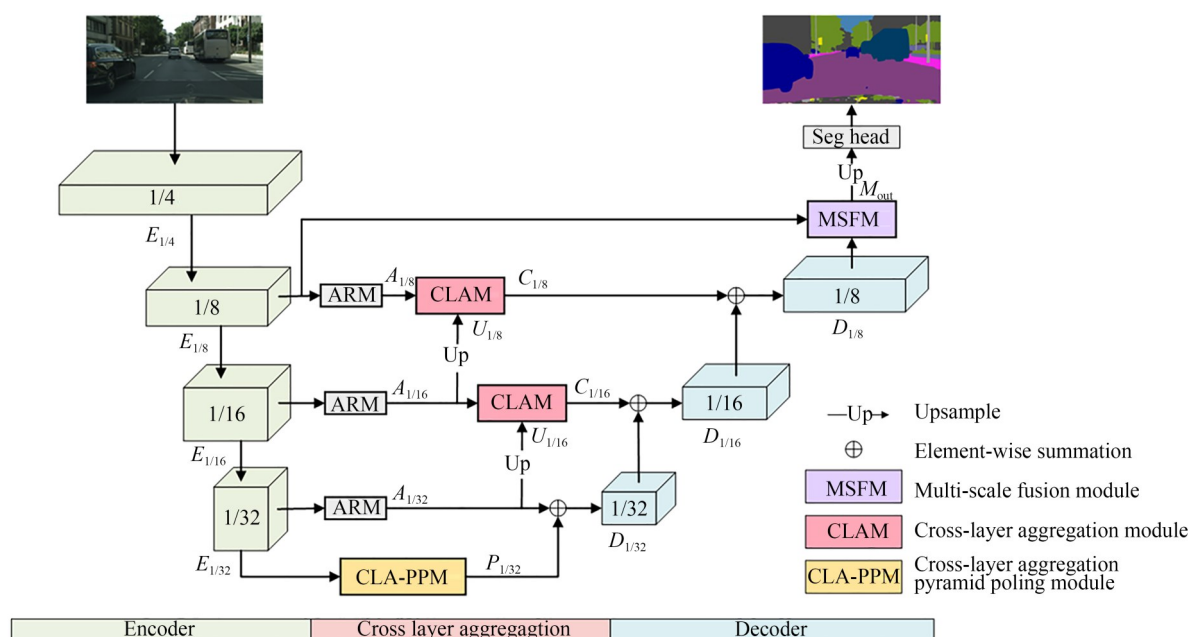 Seg head
Up
M_out
1/4
MSFM
E_1/4
A_1/8
C_1/8
ARM
CLAM
1/8
1/8
U_1/8
D_1/8
E_1/8
Up
A_1/16
C_1/16
1/16
ARM
CLAM
1/16
—Up→ Upsample
U_1/16
D_1/16
⊕ Element-wise summation
E_1/16
Up
MSFM Multi-scale fusion module
A_1/32
1/32
ARM
1/32
CLAM Cross-layer aggregation module
D_1/32
E_1/32
CLA-PPM
P_1/32
CLA-PPM Cross-layer aggregation
pyramid poling module
Encoder Cross layer aggregagtion Decoder